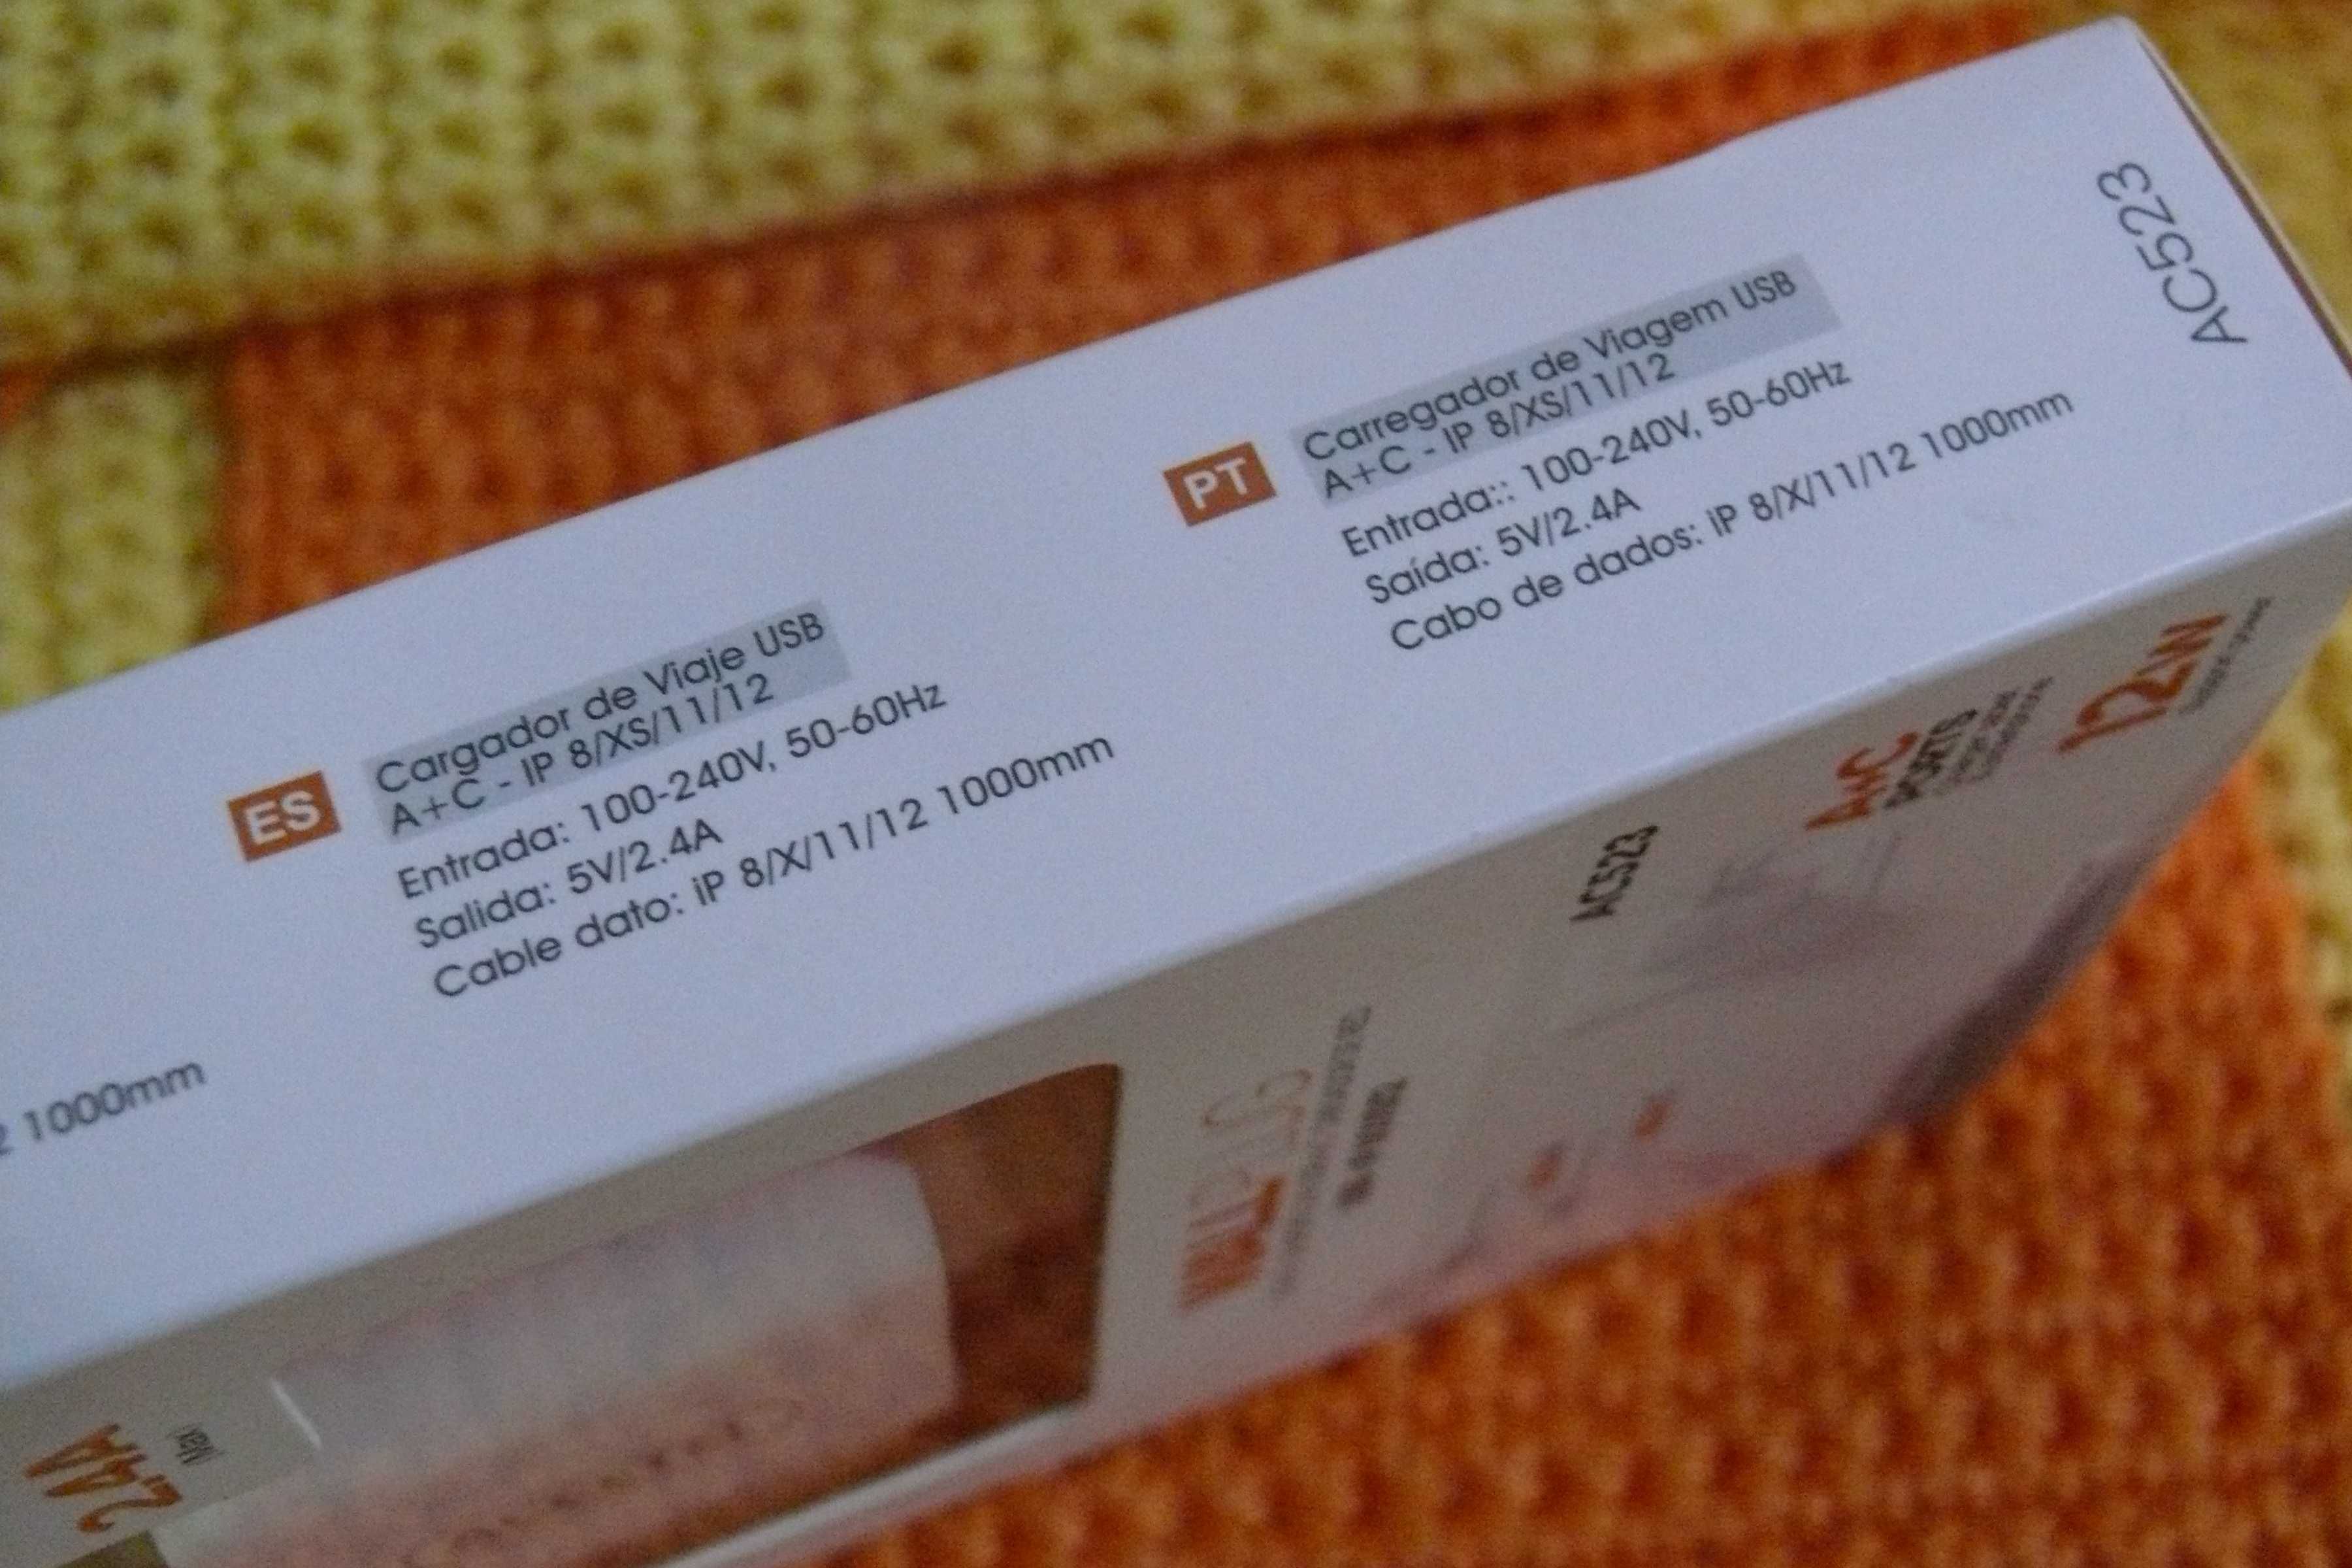 1000mm
ES
Cargador de Viaje USB
A+C - IP 8/XS/11/12
Entrada: 100-240V, 50-60Hz
Salida: 5V/2.4A
Cable dato: iP 8/X/11/12 1000mm
PT
Carregador de Viagem USB
A+C - IP 8/XS/11/12
Entrada:: 100-240V, 50-60Hz
Saída: 5V/2.4A
Cabo de dados: iP 8/X/11/12 1000mm
AC523
2.4A
Max
AC523
A+C
PORTS
12W